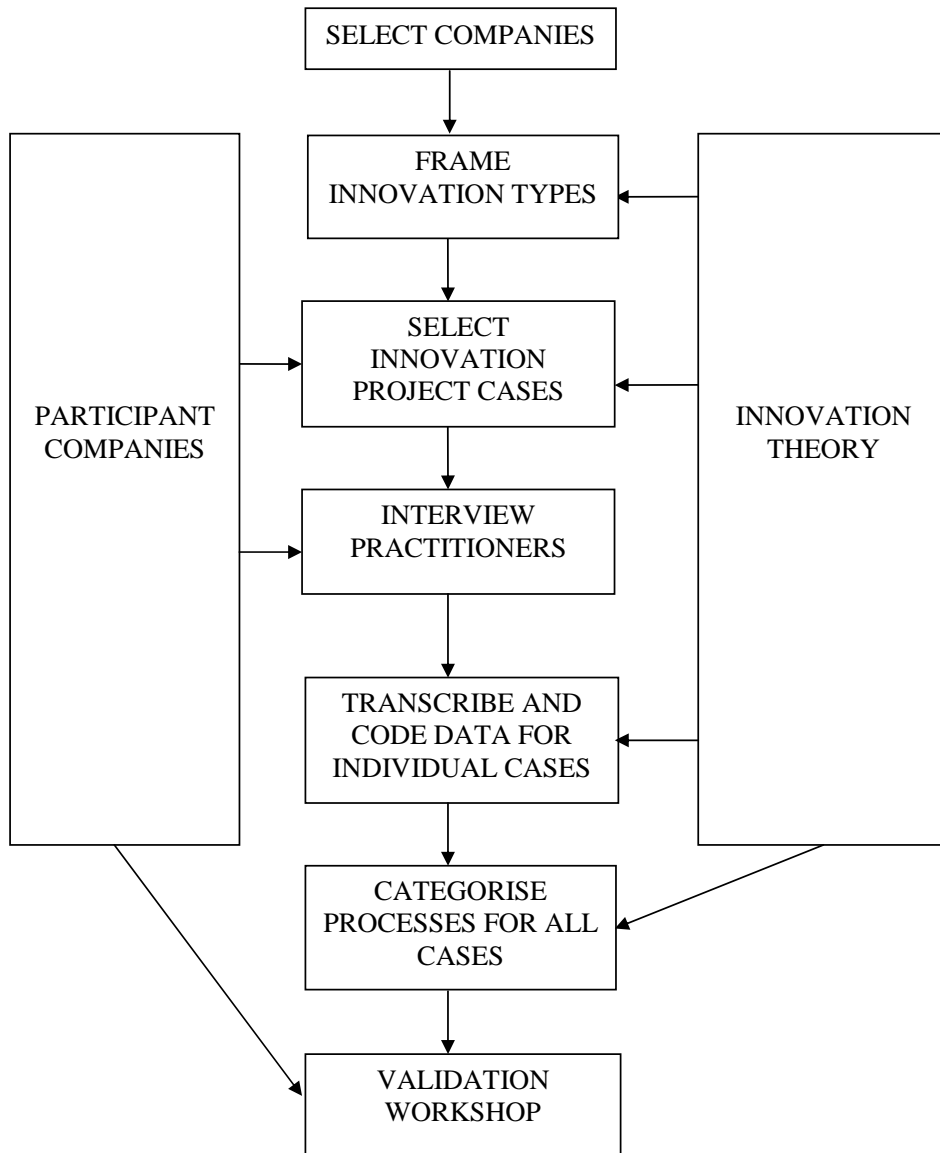 SELECT COMPANIES
FRAME
INNOVATION TYPES
SELECT
INNOVATION
PROJECT CASES
PARTICIPANT
COMPANIES
INNOVATION
THEORY
INTERVIEW
PRACTITIONERS
TRANSCRIBE AND
CODE DATA FOR
INDIVIDUAL CASES
CATEGORISE
PROCESSES FOR ALL
CASES
VALIDATION
WORKSHOP